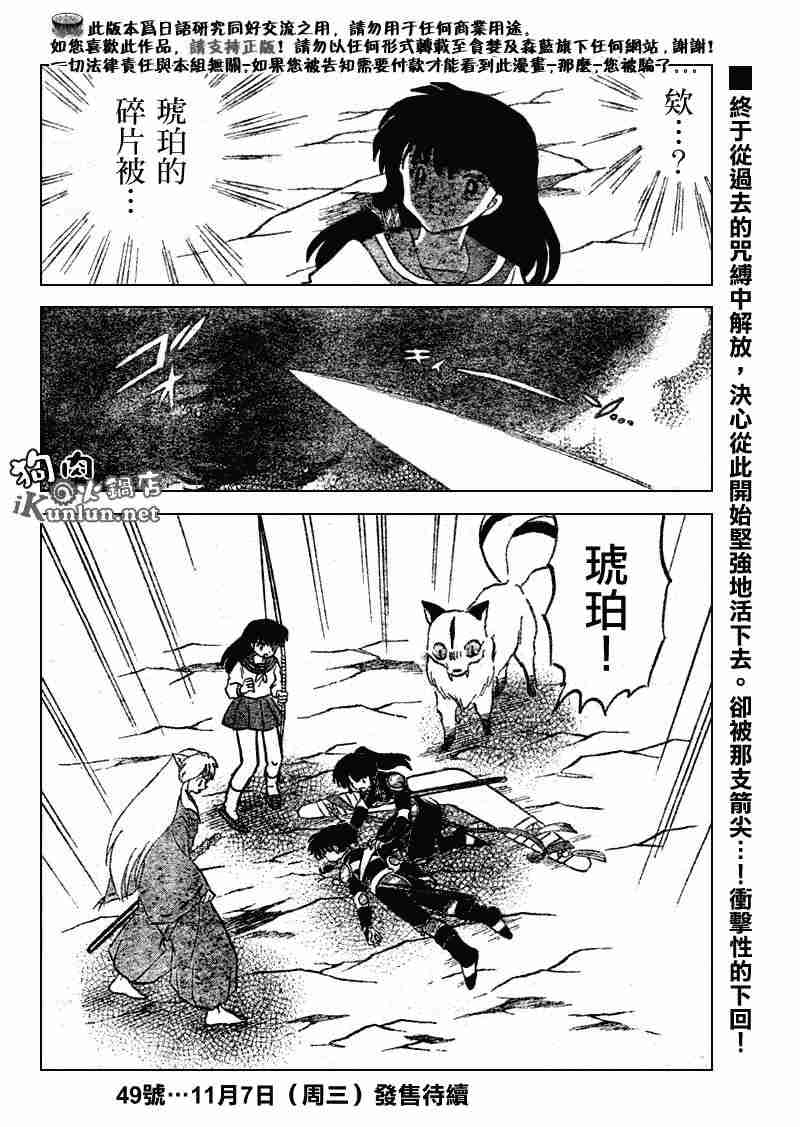 此版本爲日語研究同好交流之用，請勿用于任何商業用途。
如您喜歡此作品，請支持正版！請勿以任何形式轉載至貪婪及森藍旗下任何網站，謝謝！
一切法律責任與本組無關-如果您被告知需要付款才能看到此漫畫-那麼-您被騙了...
欸…？
琥珀的
碎片被…
ゴ
キ
ン…
狗肉
火鍋店
iKunlun.net
琥珀！
■終于從過去的咒縛中解放，決心從此開始堅強地活下去。卻被那支箭尖…！衝擊性的下回！
49號…11月7日（周三）發售待續